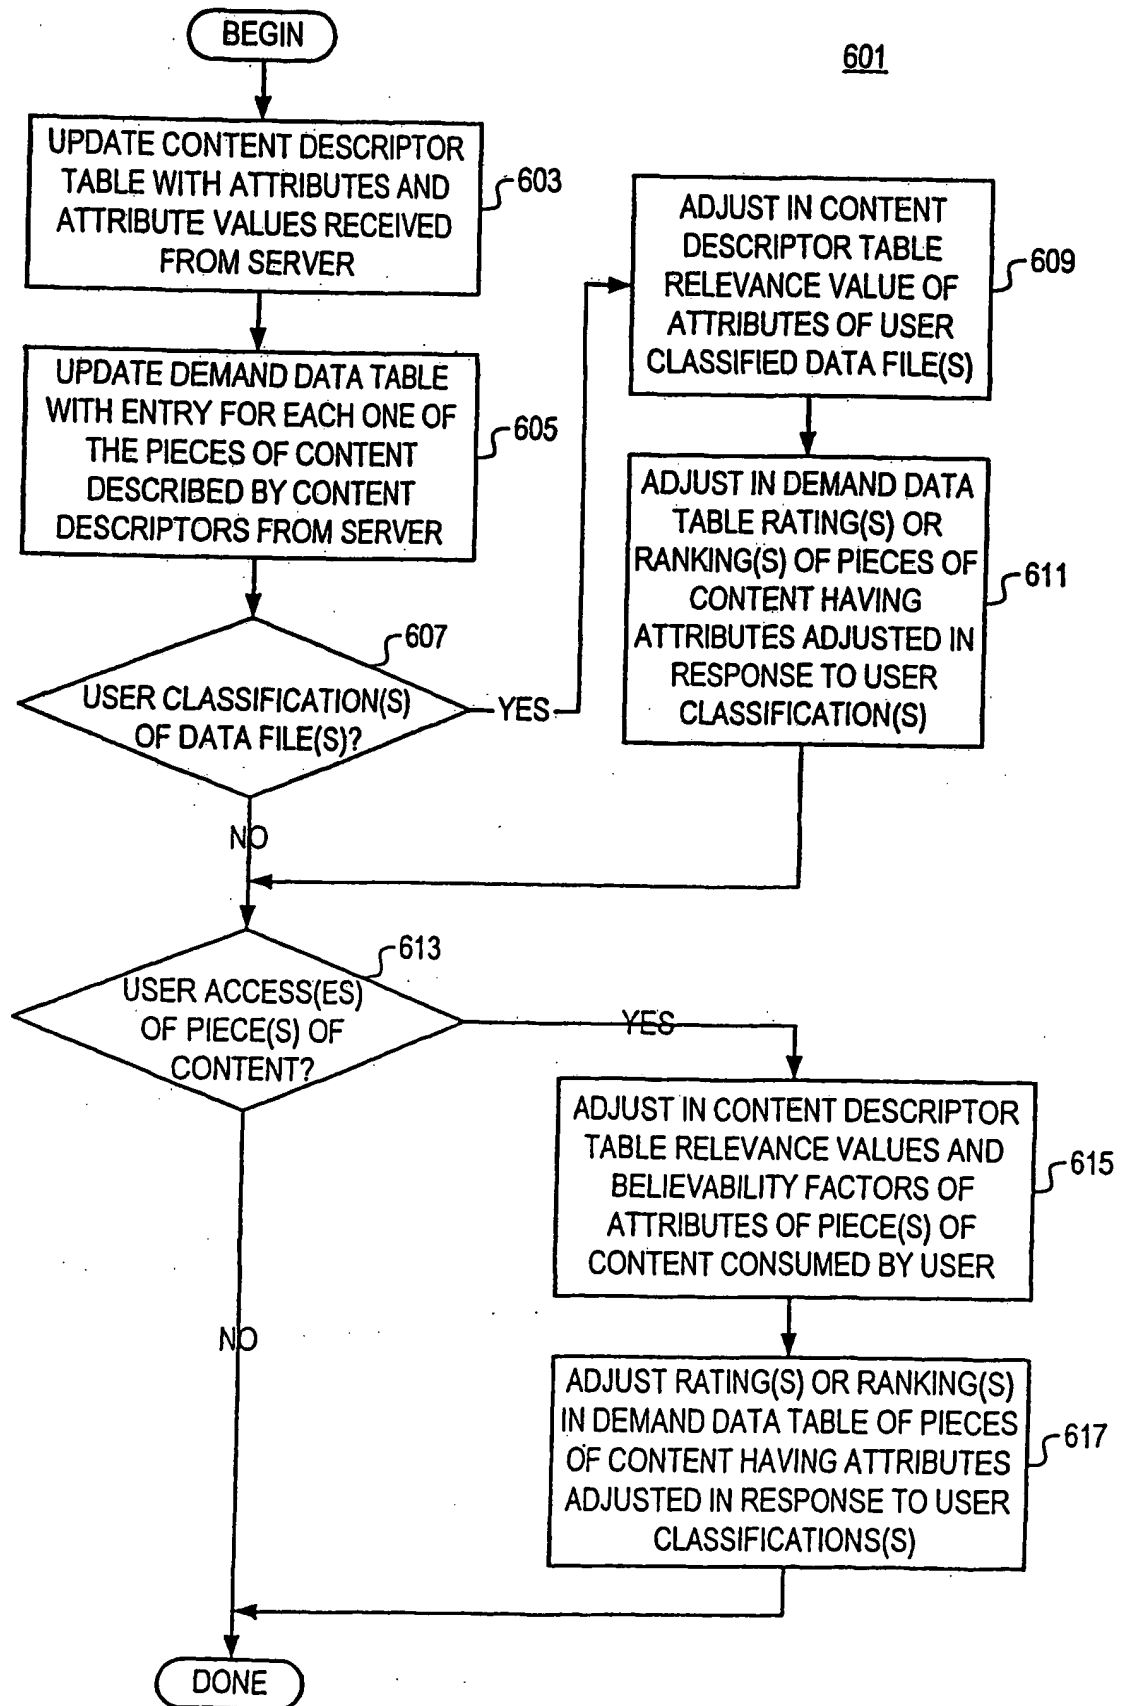 BEGIN
601
UPDATE CONTENT DESCRIPTOR
TABLE WITH ATTRIBUTES AND
ATTRIBUTE VALUES RECEIVED
FROM SERVER
603
UPDATE DEMAND DATA TABLE
WITH ENTRY FOR EACH ONE OF
THE PIECES OF CONTENT
DESCRIBED BY CONTENT
DESCRIPTORS FROM SERVER
605
607
USER CLASSIFICATION(S)
OF DATA FILE(S)?
YES
NO
ADJUST IN CONTENT
DESCRIPTOR TABLE
RELEVANCE VALUE OF
ATTRIBUTES OF USER
CLASSIFIED DATA FILE(S)
609
ADJUST IN DEMAND DATA
TABLE RATING(S) OR
RANKING(S) OF PIECES OF
CONTENT HAVING
ATTRIBUTES ADJUSTED IN
RESPONSE TO USER
CLASSIFICATION(S)
611
613
USER ACCESS(ES)
OF PIECE(S) OF
CONTENT?
YES
NO
ADJUST IN CONTENT DESCRIPTOR
TABLE RELEVANCE VALUES AND
BELIEVABILITY FACTORS OF
ATTRIBUTES OF PIECE(S) OF
CONTENT CONSUMED BY USER
615
ADJUST RATING(S) OR RANKING(S)
IN DEMAND DATA TABLE OF PIECES
OF CONTENT HAVING ATTRIBUTES
ADJUSTED IN RESPONSE TO USER
CLASSIFICATIONS(S)
617
DONE